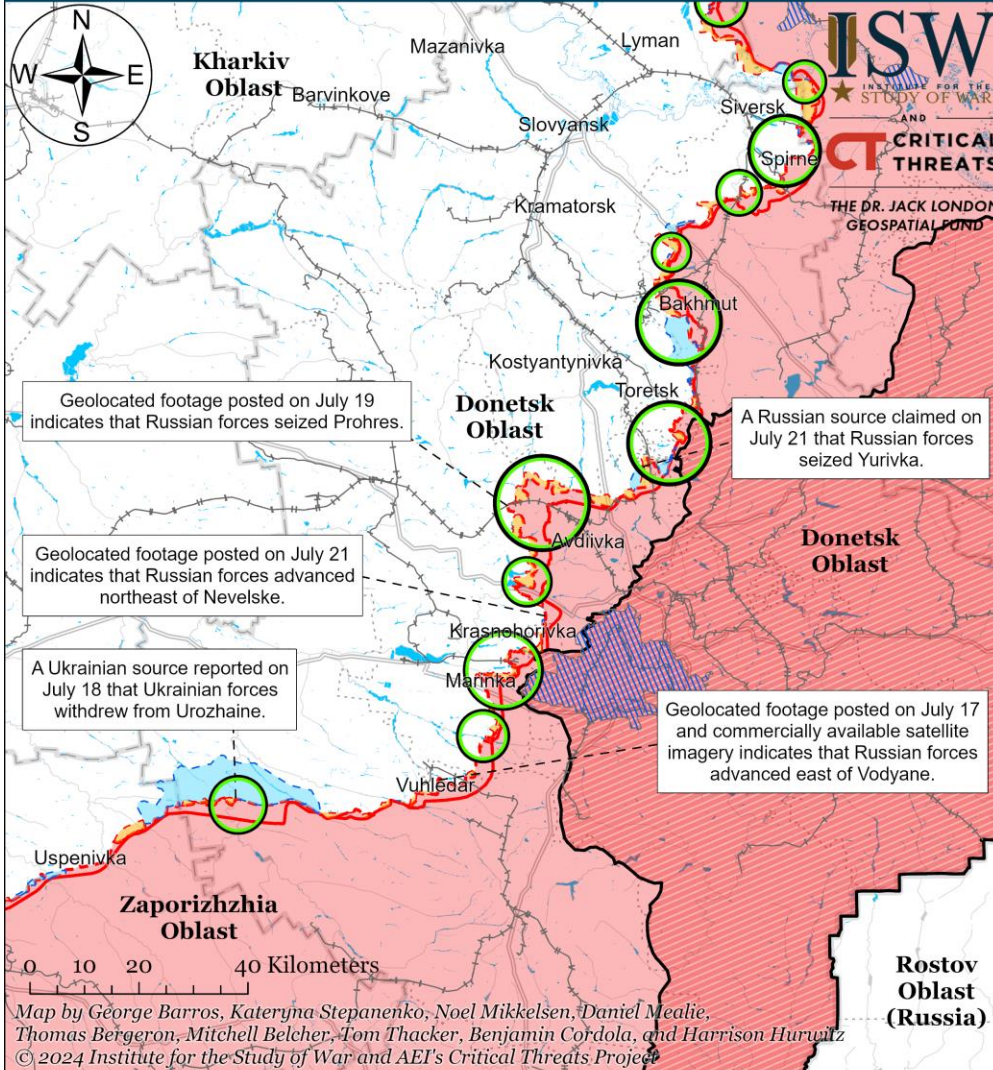 N
W
E
S
Kharkiv
Oblast
Mazanivka
Lyman
Barvinkove
Slovyansk
Siversk
Spirne
Kramatorsk
ISW
INSTITUTE FOR THE
STUDY OF WAR
AND
CT CRITICAL
THREATS
THE DR. JACK LONDON
GEOSPATIAL FUND
Bakhmut
Kostyantynivka
Toretsk
Geolocated footage posted on July 19
indicates that Russian forces seized Prohres.
Donetsk
Oblast
A Russian source claimed on
July 21 that Russian forces
seized Yurivka.
Avdiivka
Donetsk
Oblast
Geolocated footage posted on July 21
indicates that Russian forces advanced
northeast of Nevelske.
Krasnohorivka
Marinka
A Ukrainian source reported on
July 18 that Ukrainian forces
withdrew from Urozhaine.
Geolocated footage posted on July 17
and commercially available satellite
imagery indicates that Russian forces
advanced east of Vodyane.
Vuhledar
Uspenivka
Zaporizhzhia
Oblast
0 10 20 40 Kilometers
Rostov
Oblast
(Russia)
Map by George Barros, Kateryna Stepanenko, Noel Mikkelsen, Daniel Mealie,
Thomas Bergeron, Mitchell Belcher, Tom Thacker, Benjamin Cordola, and Harrison Hurwitz
© 2024 Institute for the Study of War and AEI's Critical Threats Project